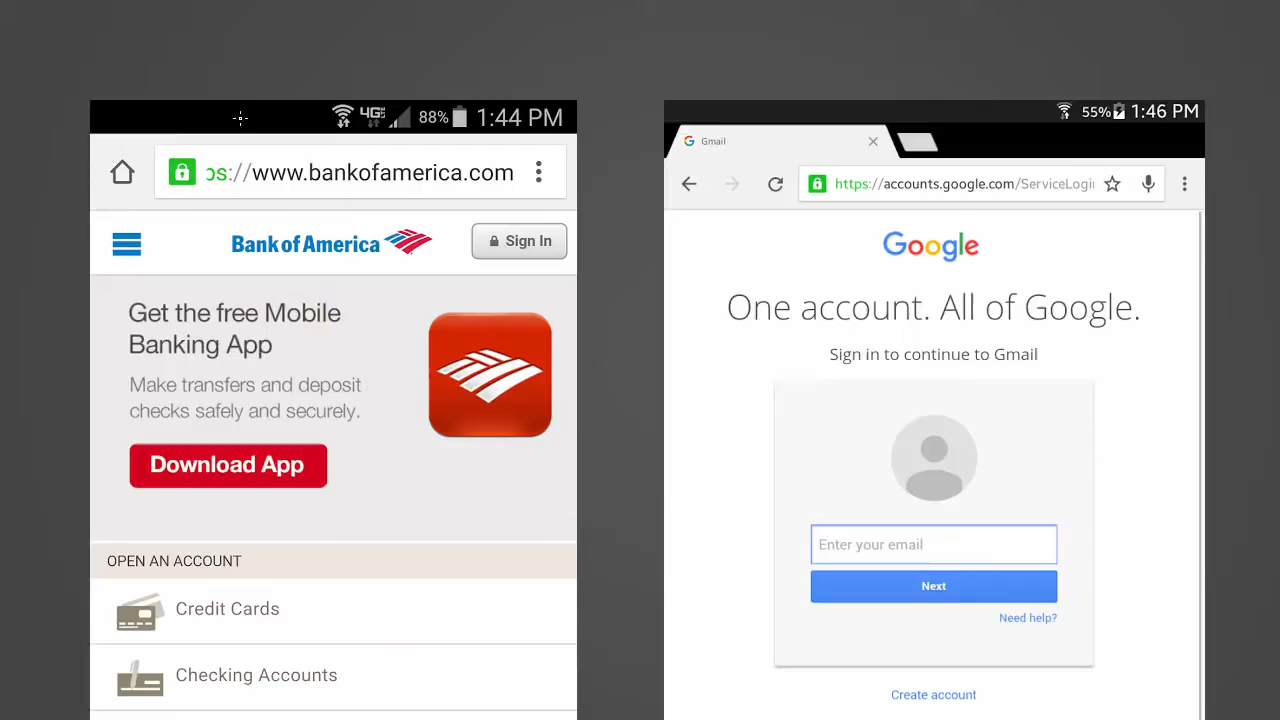 4G LTE 88% 1:44 PM
ps://www.bankofamerica.com
Bank of America
Sign In
Get the free Mobile
Banking App
Make transfers and deposit
checks safely and securely.
Download App
OPEN AN ACCOUNT
Credit Cards
Checking Accounts
55% 1:46 PM
Gmail
https://accounts.google.com/ServiceLogin
Google
One account. All of Google.
Sign in to continue to Gmail
Enter your email
Next
Need help?
Create account